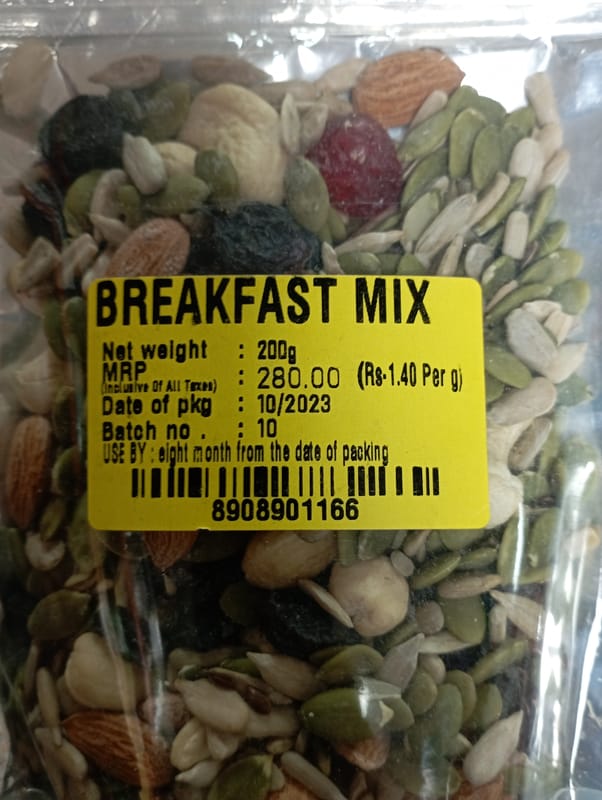 BREAKFAST MIX
Net weight : 200g
MRP : 280.00 (Rs-1.40 Per g)
(Inclusive Of All Taxes)
Date of pkg : 10/2023
Batch no . : 10
USE BY : eight month from the date of packing
8908901166